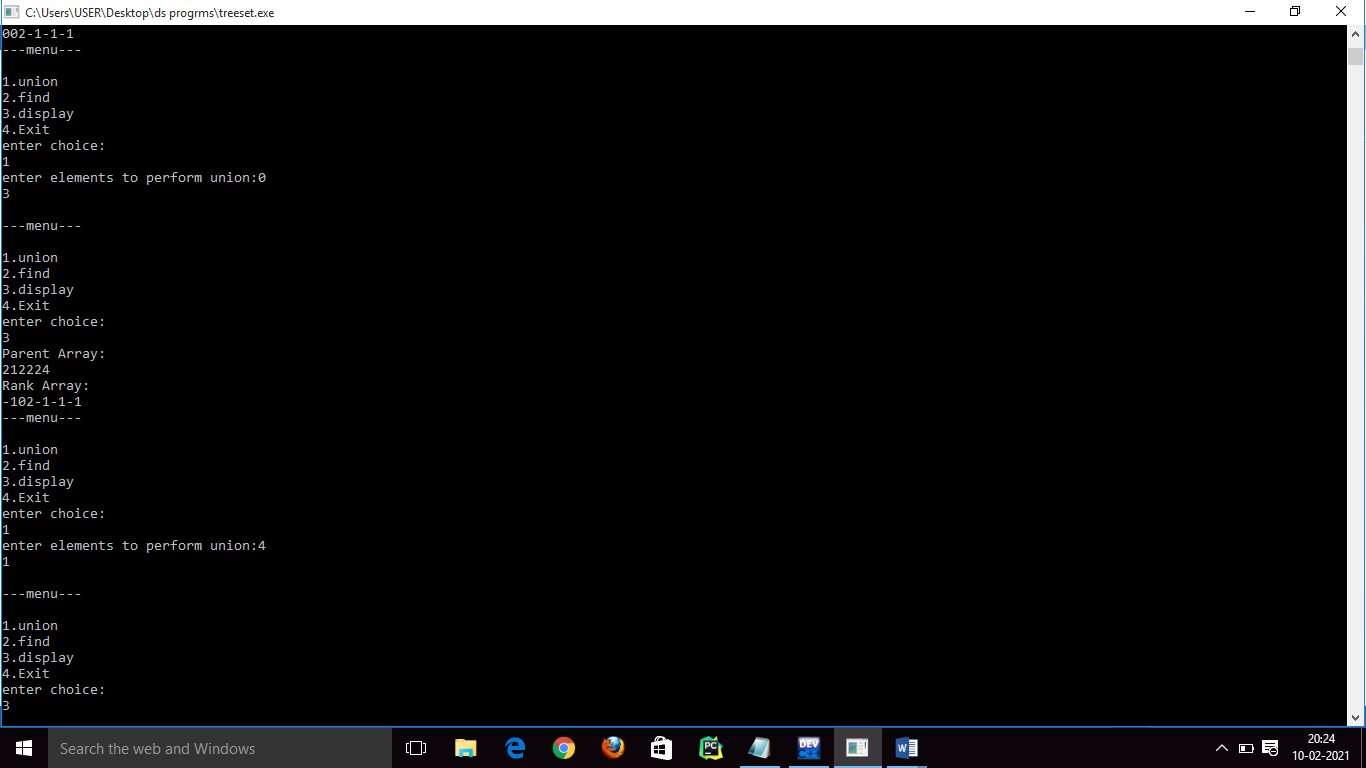 C:\Users\USER\Desktop\ds progrms\treeset.exe
002-1-1-1
---menu---
1.union
2.find
3.display
4.Exit
enter choice:
1
enter elements to perform union:0
3
---menu---
1.union
2.find
3.display
4.Exit
enter choice:
3
Parent Array:
212224
Rank Array:
-102-1-1-1
---menu---
1.union
2.find
3.display
4.Exit
enter choice:
1
enter elements to perform union:4
1
---menu---
1.union
2.find
3.display
4.Exit
enter choice:
3
Search the web and Windows
PC
DEV
C++
W
20:24
10-02-2021